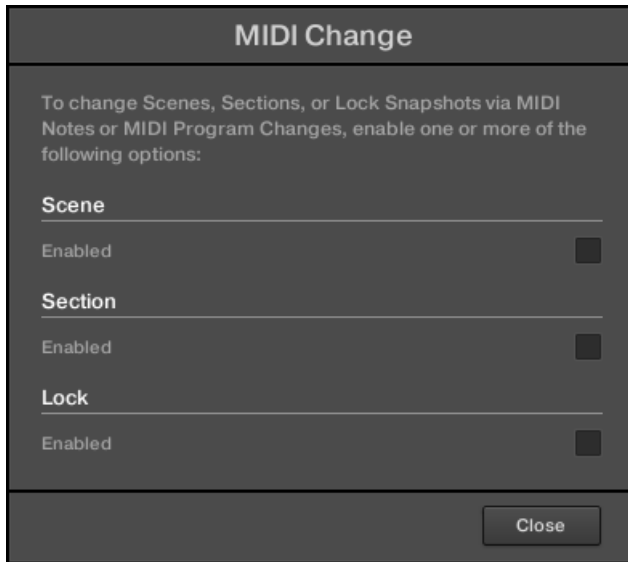 MIDI Change
To change Scenes, Sections, or Lock Snapshots via MIDI
Notes or MIDI Program Changes, enable one or more of the
following options:
Scene
Enabled
Section
Enabled
Lock
Enabled
Close